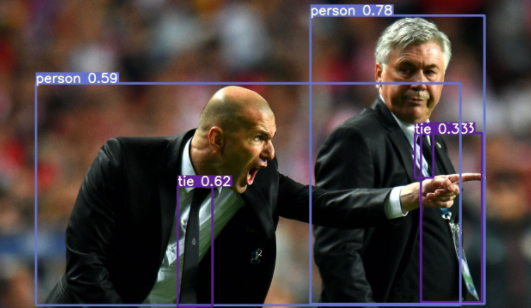 person 0.78
person 0.59
tie 0.333
tie 0.62